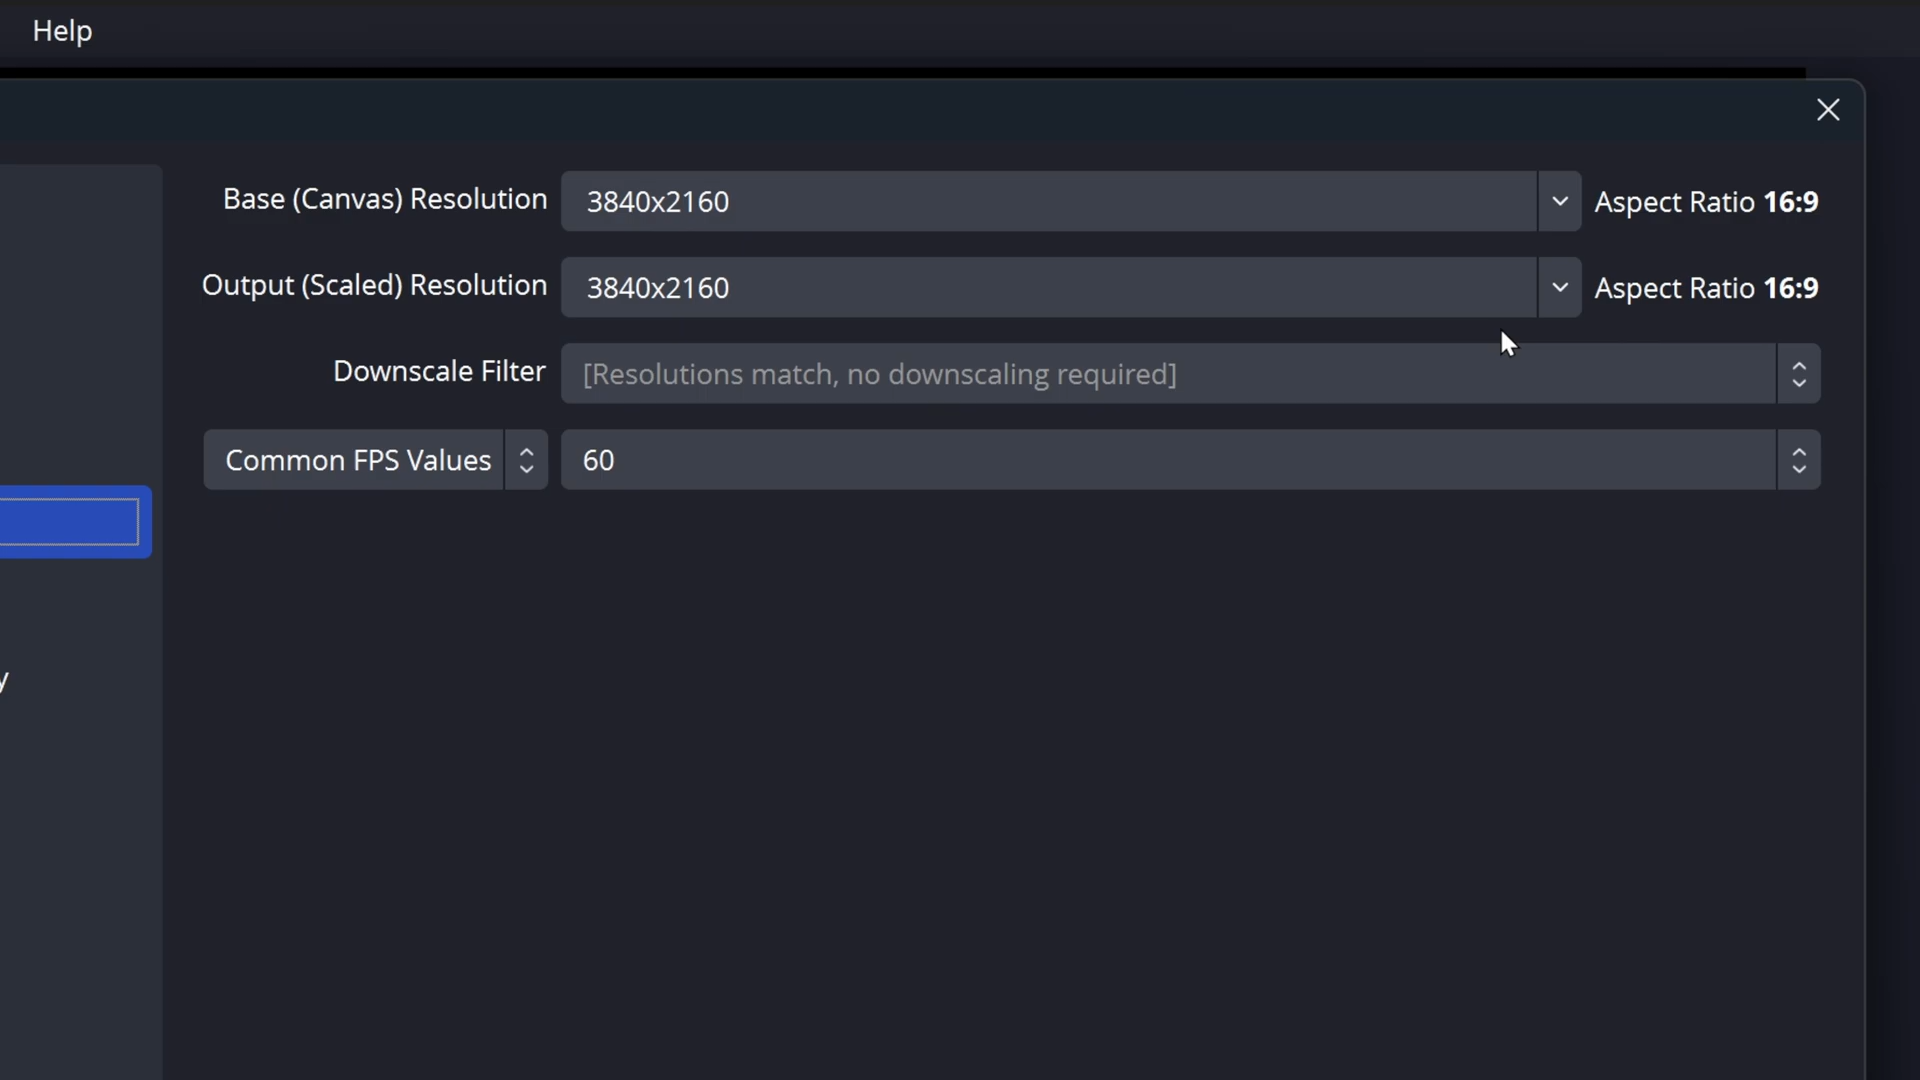 Help
Base (Canvas) Resolution 3840x2160 Aspect Ratio 16:9
Output (Scaled) Resolution 3840x2160 Aspect Ratio 16:9
Downscale Filter [Resolutions match, no downscaling required]
Common FPS Values 60
y